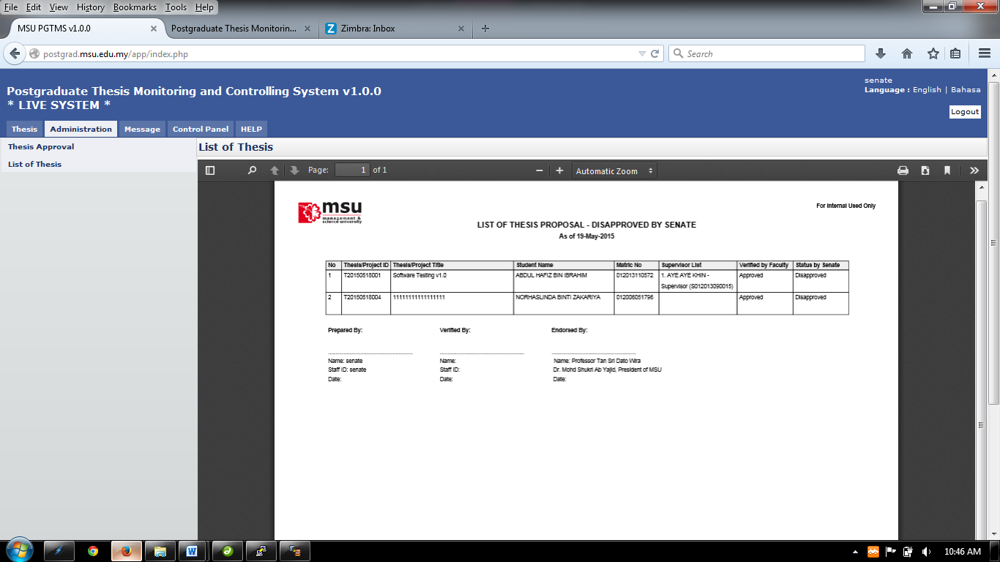 File Edit View History Bookmarks Tools Help
MSU PGTMS v1.0.0
Postgraduate Thesis Monitorin...
Zimbra: Inbox
postgrad.msu.edu.my/app/index.php
Search
senate
Postgraduate Thesis Monitoring and Controlling System v1.0.0
Language : English | Bahasa
* LIVE SYSTEM *
Logout
Thesis Administration Message Control Panel HELP
Thesis Approval
List of Thesis
List of Thesis
Page: 1 of 1
Automatic Zoom
msu
management &
science university
For Internal Used Only
LIST OF THESIS PROPOSAL - DISAPPROVED BY SENATE
As of 19-May-2015
No Thesis/Project ID Thesis/Project Title Student Name Matric No Supervisor List Verified by Faculty Status by Senate
1 T20150518001 Software Testing v1.0 ABDUL HAFIZ BIN IBRAHIM 012013110572 1. AYE AYE KHIN - Approved Disapproved
Supervisor (S012013090015)
2 T20150518004 11111111111111111 NORHASLINDA BINTI ZAKARIYA 012006051796 Approved Disapproved
Prepared By: Verified By: Endorsed By:
Name: senate Name: Name: Professor Tan Sri Dato Wira
Staff ID: senate Staff ID: Dr. Mohd Shukri Ab Yajid, President of MSU
Date: Date: Date:
10:46 AM